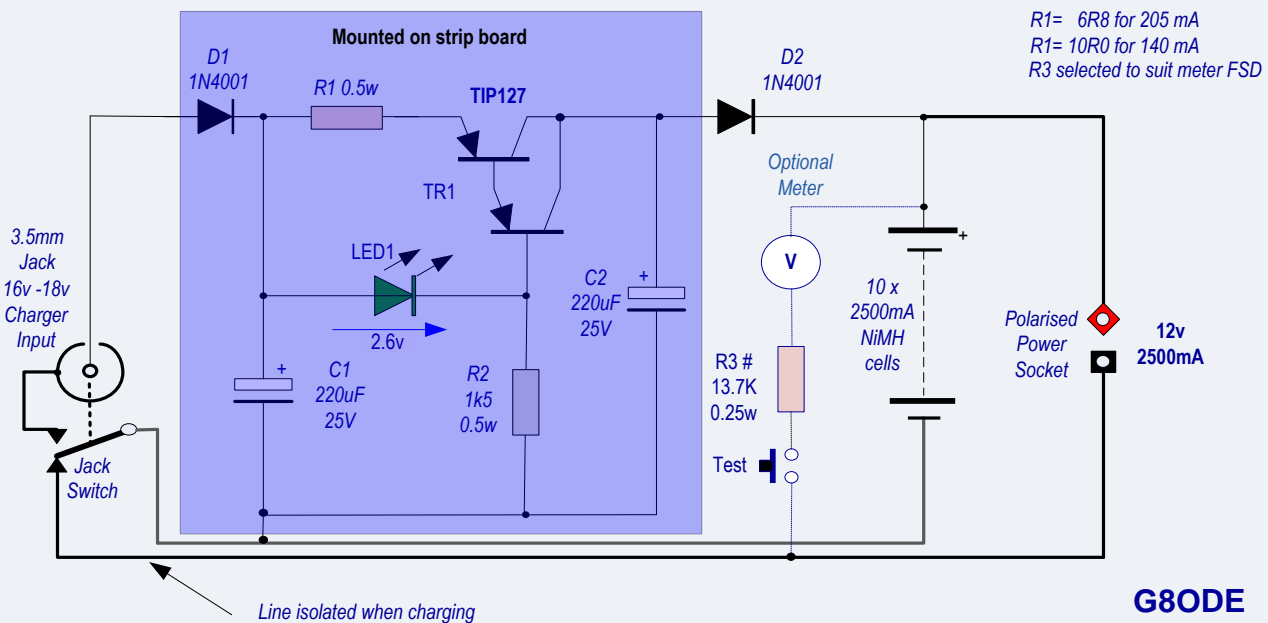 R1= 6R8 for 205 mA
R1= 10R0 for 140 mA
R3 selected to suit meter FSD
Mounted on strip board
D1
1N4001
R1 0.5w
TIP127
D2
1N4001
TR1
Optional
Meter
V
3.5mm
Jack
16v -18v
Charger
Input
LED1
2.6v
+
C1
220uF
25V
R2
1k5
0.5w
+
C2
220uF
25V
R3 #
13.7K
0.25w
Test
+
10 x
2500mA
NiMH
cells
Polarised
Power
Socket
12v
2500mA
Jack
Switch
Line isolated when charging
G8ODE